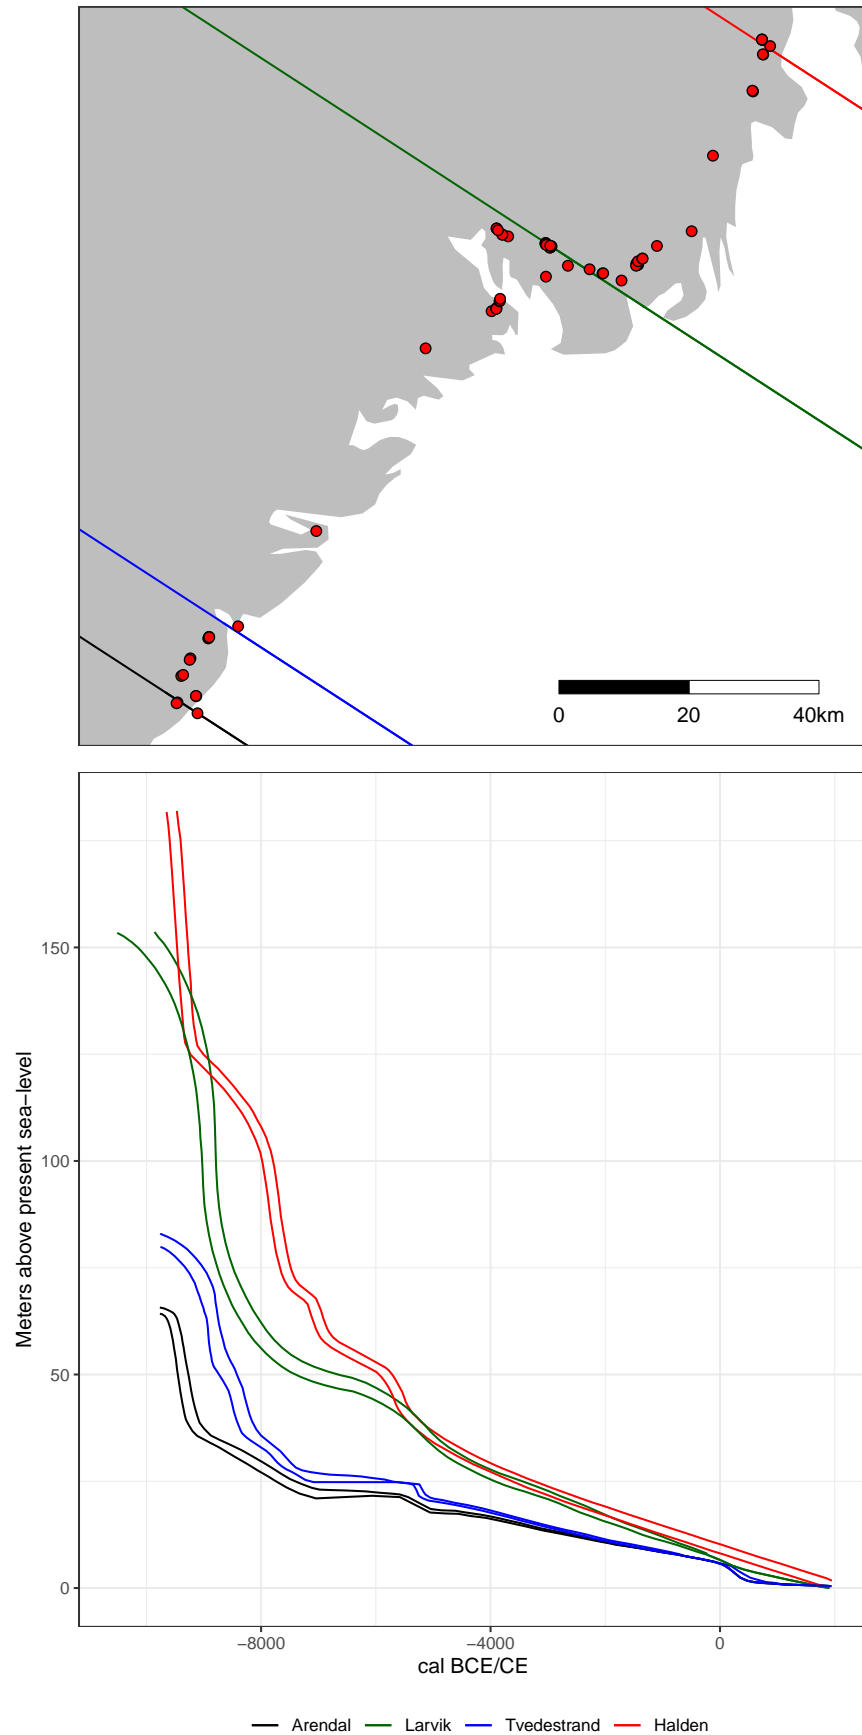 0 20 40km
150
100
50
0
Meters above present sea−level
−8000 −4000 0
cal BCE/CE
Arendal Larvik Tvedestrand Halden